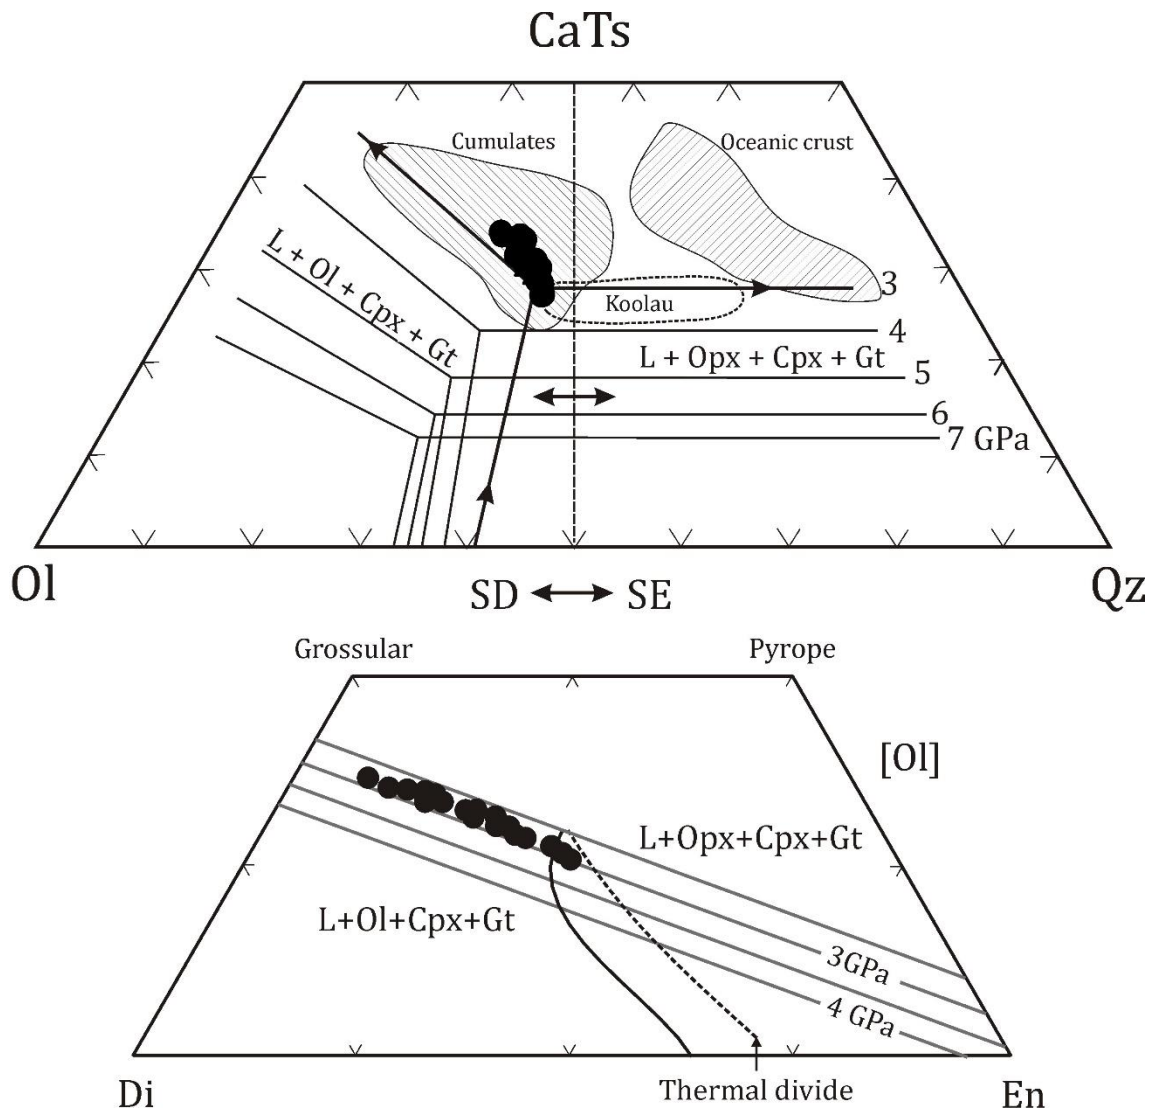 CaTs
Cumulates
Oceanic crust
L + Ol + Cpx + Gt
Koolau
3
4
L + Opx + Cpx + Gt
5
6
7 GPa
Ol
SD
SE
Qz
Grossular
Pyrope
[Ol]
L+Opx+Cpx+Gt
L+Ol+Cpx+Gt
3GPa
4 GPa
Di
Thermal divide
En